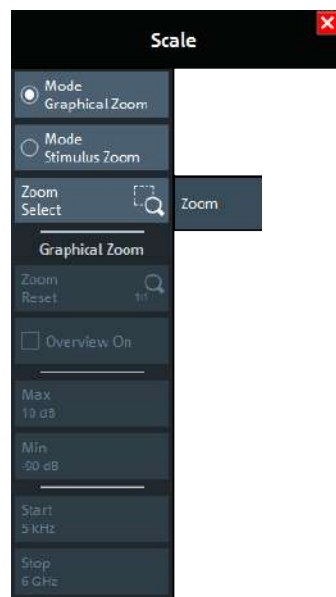 Scale
Mode
Graphical Zoom
Mode
Stimulus Zoom
Zoom
Select
Zoom
Graphical Zoom
Zoom
Reset
1:1
Overview On
Max
10 dB
Min
-90 dB
Start
5 kHz
Stop
6 GHz